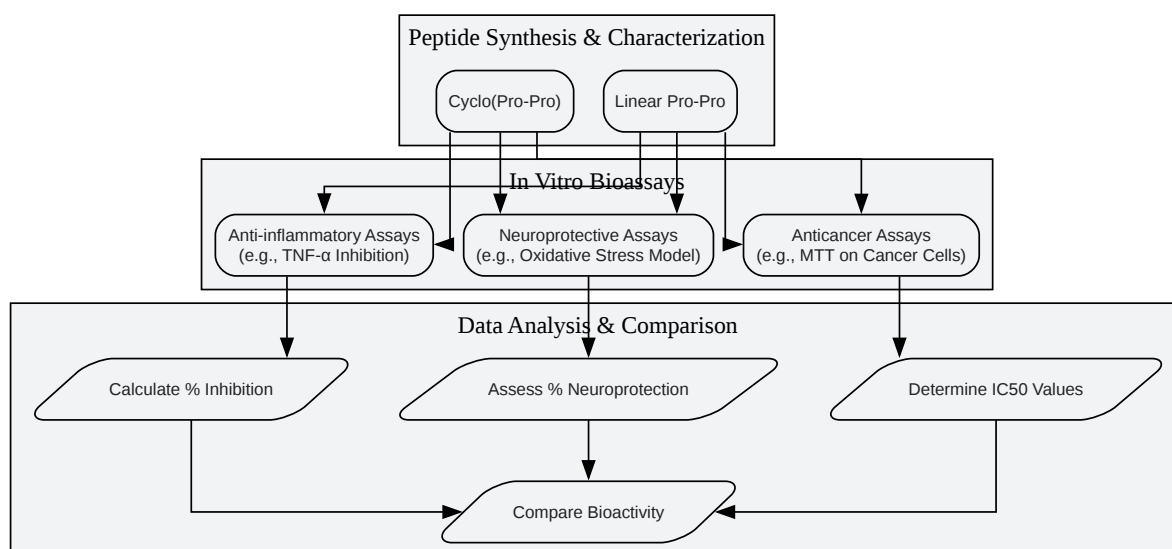 Peptide Synthesis & Characterization
Cyclo(Pro-Pro)
Linear Pro-Pro
In Vitro Bioassays
Anti-inflammatory Assays
(e.g., TNF-α Inhibition)
Neuroprotective Assays
(e.g., Oxidative Stress Model)
Anticancer Assays
(e.g., MTT on Cancer Cells)
Data Analysis & Comparison
Calculate % Inhibition
Assess % Neuroprotection
Determine IC50 Values
Compare Bioactivity